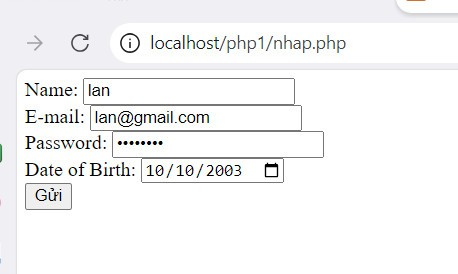 localhost/php1/nhap.php
Name: lan
E-mail: lan@gmail.com
Password: ••••••••
Date of Birth: 10/10/2003
Gửi